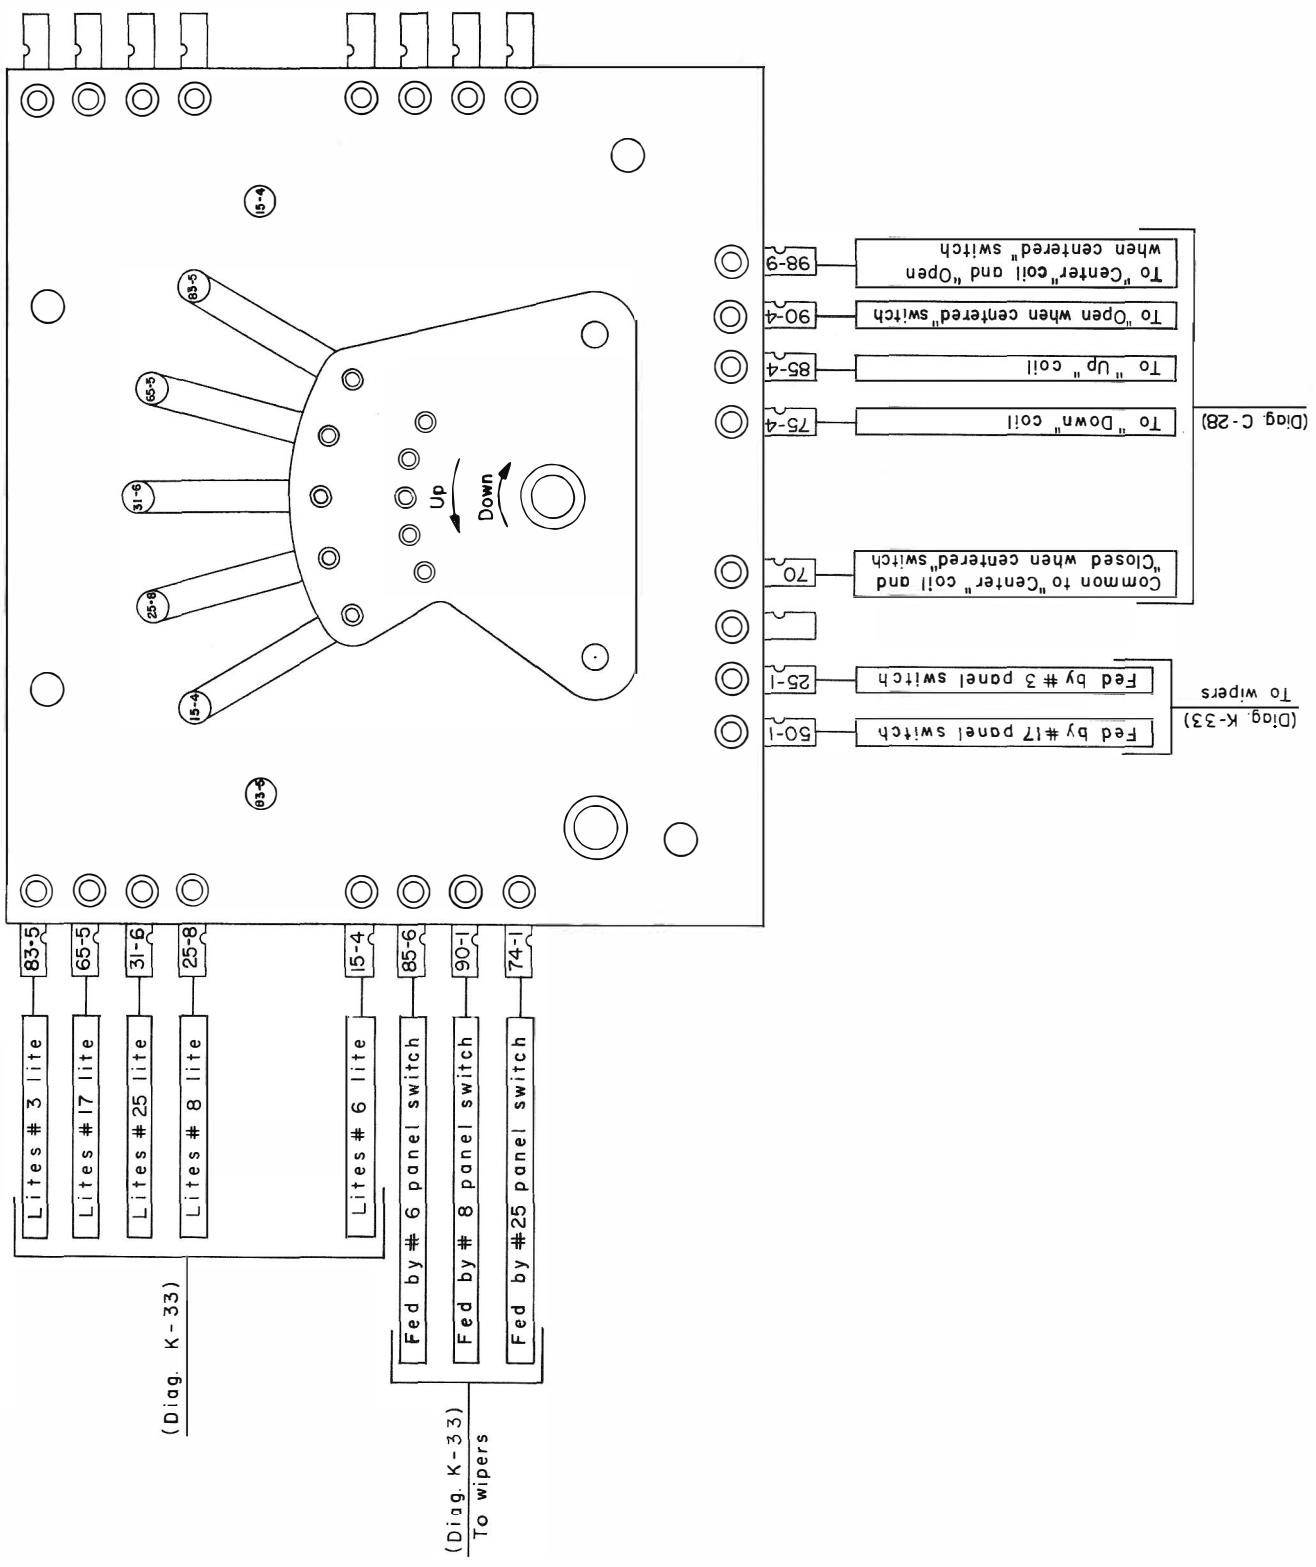 15-4
83-5
65-5
31-6
25-8
15-4
83-5
Up
Down
98-9
To "Center" coil and "Open
when centered" switch
90-4
To "Open when centered" switch
85-4
To "Up" coil
75-4
To "Down" coil
(Diag. C-28)
70
Common to "Center" coil and
"Closed when centered" switch
25-1
Fed by # 3 panel switch
50-1
Fed by #17 panel switch
(Diag. K-33)
To wipers
83-5
Lites # 3 lite
65-5
Lites # 17 lite
31-6
Lites # 25 lite
25-8
Lites # 8 lite
15-4
Lites # 6 lite
(Diag. K-33)
85-6
Fed by # 6 panel switch
90-1
Fed by # 8 panel switch
74-1
Fed by #25 panel switch
(Diag. K-33)
To wipers